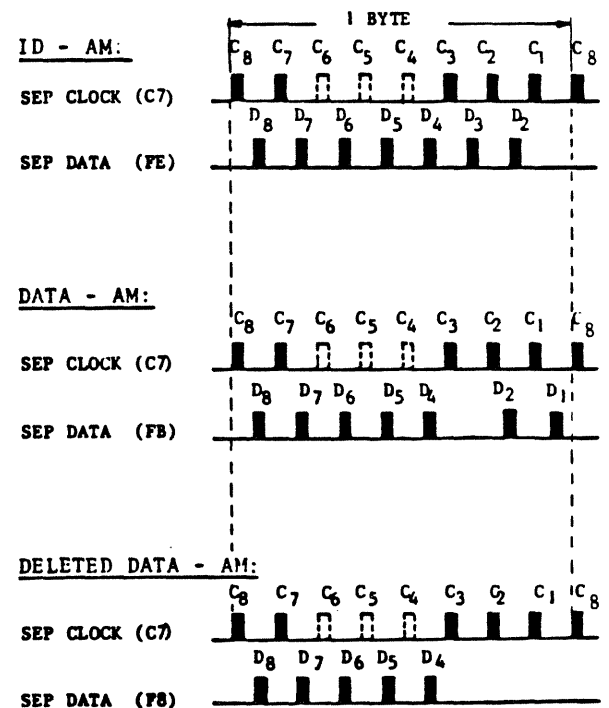 1 BYTE
ID - AM:
C8 C7 C6 C5 C4 C3 C2 C1 C8
SEP CLOCK (C7)
D8 D7 D6 D5 D4 D3 D2
SEP DATA (FE)
DATA - AM:
C8 C7 C6 C5 C4 C3 C2 C1 C8
SEP CLOCK (C7)
D8 D7 D6 D5 D4 D2 D1
SEP DATA (FB)
DELETED DATA - AM:
C8 C7 C6 C5 C4 C3 C2 C1 C8
SEP CLOCK (C7)
D8 D7 D6 D5 D4
SEP DATA (F8)